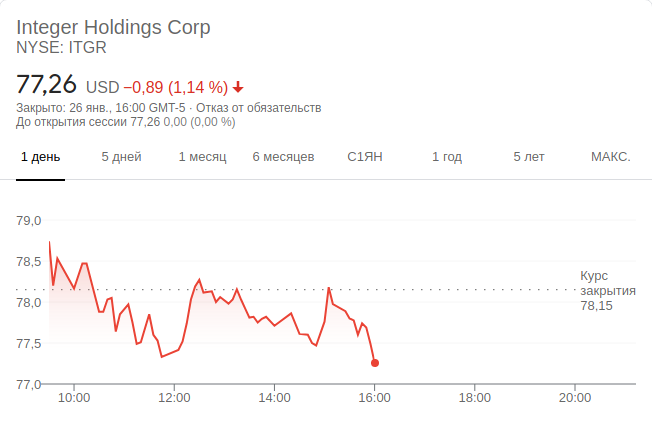 Integer Holdings Corp
NYSE: ITGR
77,26 USD −0,89 (1,14 %)
Закрыто: 26 янв., 16:00 GMT-5 · Отказ от обязательств
До открытия сессии 77,26 0,00 (0,00 %)
1 день 5 дней 1 месяц 6 месяцев С1ЯН 1 год 5 лет МАКС.
79,0
78,5
78,0
77,5
77,0
Курс
закрытия
78,15
10:00 12:00 14:00 16:00 18:00 20:00